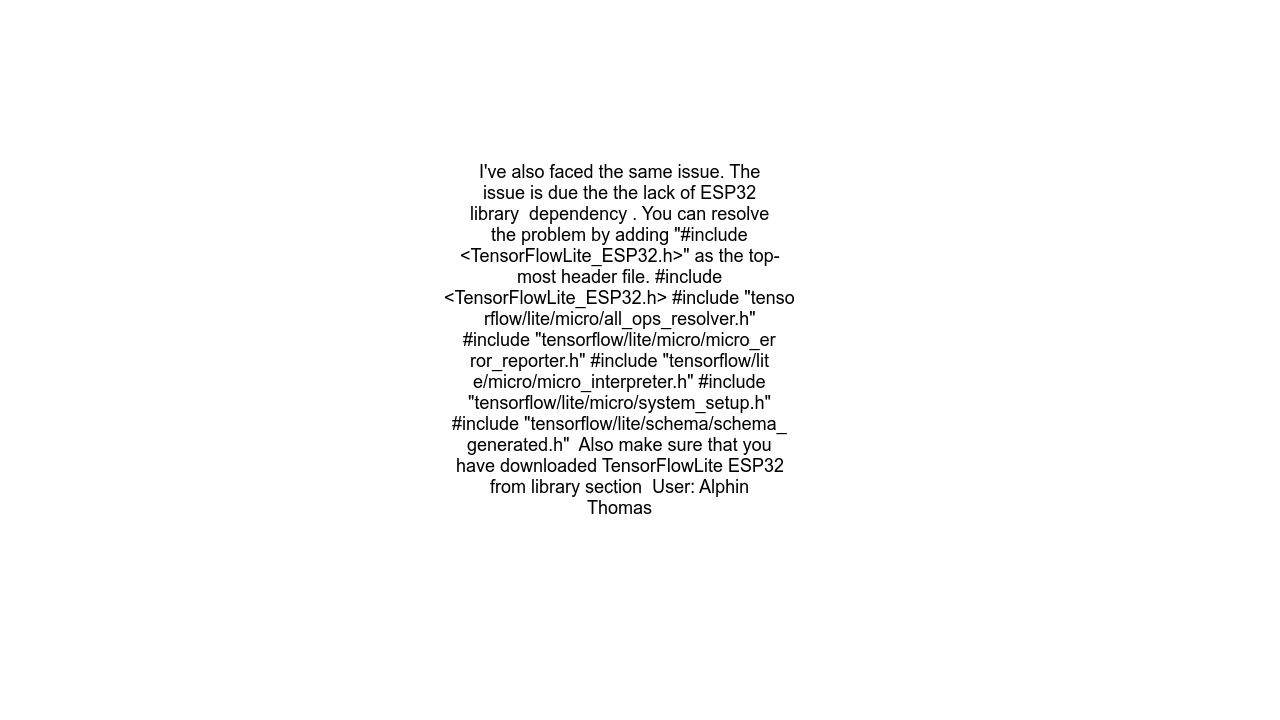 I've also faced the same issue. The
issue is due the the lack of ESP32
library  dependency . You can resolve
the problem by adding "#include
<TensorFlowLite_ESP32.h>" as the top-
most header file. #include
<TensorFlowLite_ESP32.h> #include "tenso
rflow/lite/micro/all_ops_resolver.h"
#include "tensorflow/lite/micro/micro_er
ror_reporter.h" #include "tensorflow/lit
e/micro/micro_interpreter.h" #include
"tensorflow/lite/micro/system_setup.h"
#include "tensorflow/lite/schema/schema_
generated.h"  Also make sure that you
have downloaded TensorFlowLite ESP32
from library section  User: Alphin
Thomas